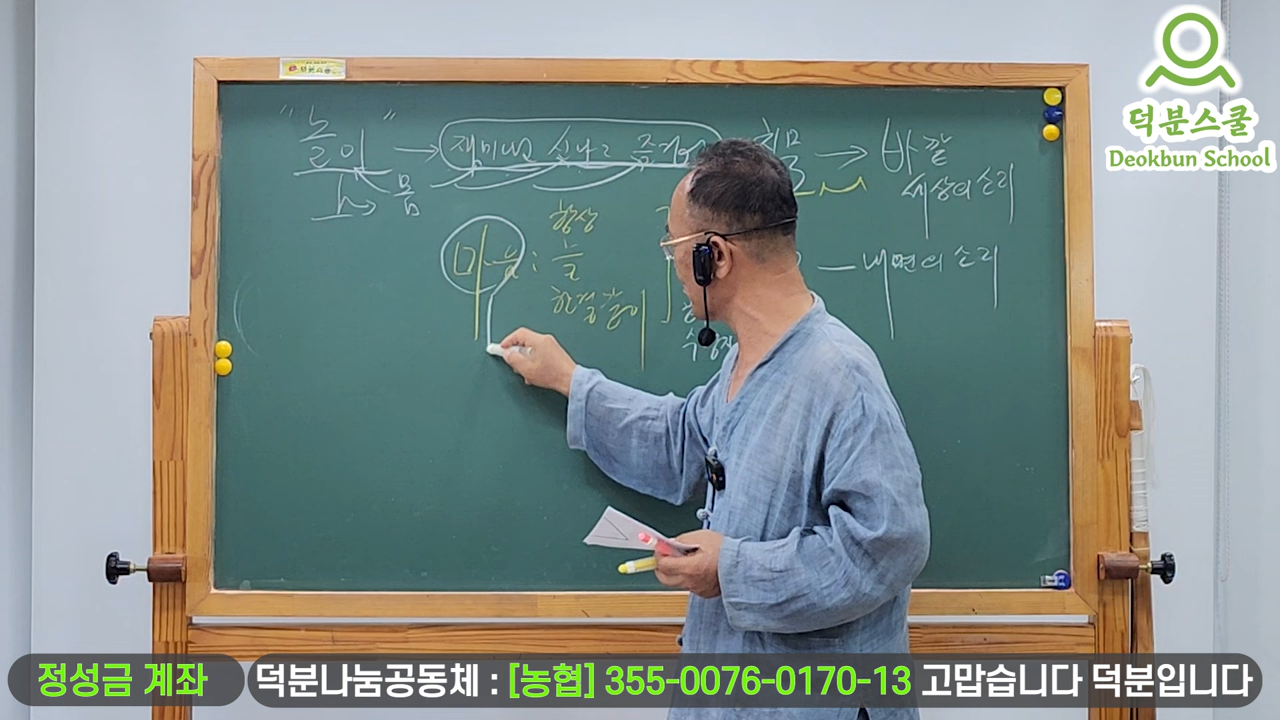 덕분스쿨
Deokbun School
"놀이" → 재미있고 신나고 즐거
→ 바깥
세상의 소리
몸
마음 : 항상
늘
한결같이
— 내면의 소리
정성금 계좌
덕분나눔공동체 : [농협] 355-0076-0170-13 고맙습니다 덕분입니다